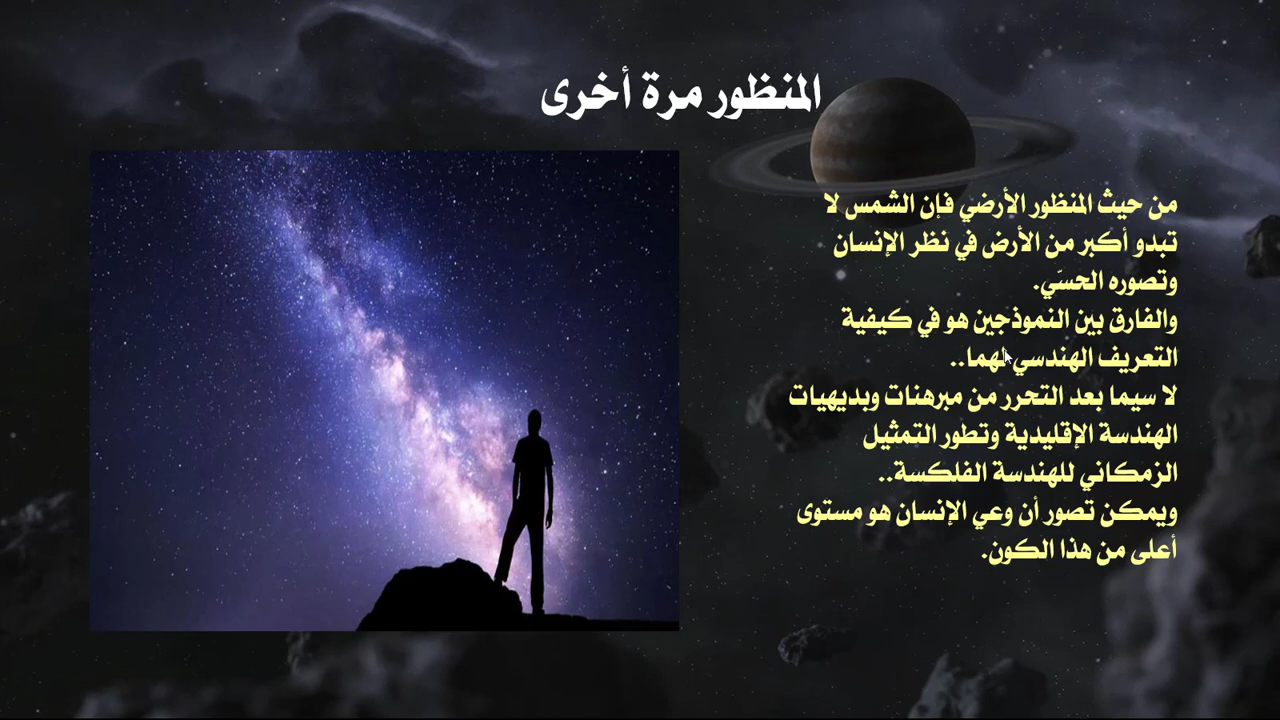 المنظور مرة أخرى
من حيث المنظور الأرضي فإن الشمس لا
تبدو أكبر من الأرض في نظر الإنسان
وتصوره الحسّي.
والفارق بين النموذجين هو في كيفية
التعريف الهندسي لهما..
لا سيما بعد التحرر من مبرهنات وبديهيات
الهندسة الإقليدية وتطور التمثيل
الزمكاني للهندسة الفلكسة..
ويمكن تصور أن وعي الإنسان هو مستوى
أعلى من هذا الكون.